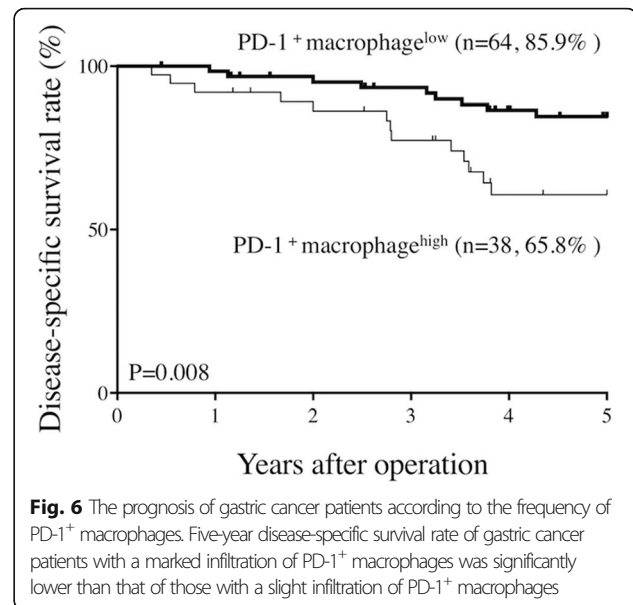 PD-1⁺ macrophageˡᵒʷ (n=64, 85.9% )
Disease-specific survival rate (%)
100
50
PD-1⁺ macrophageʰⁱᵍʰ (n=38, 65.8% )
P=0.008
0
0 1 2 3 4 5
Years after operation
Fig. 6 The prognosis of gastric cancer patients according to the frequency of
PD-1⁺ macrophages. Five-year disease-specific survival rate of gastric cancer
patients with a marked infiltration of PD-1⁺ macrophages was significantly
lower than that of those with a slight infiltration of PD-1⁺ macrophages